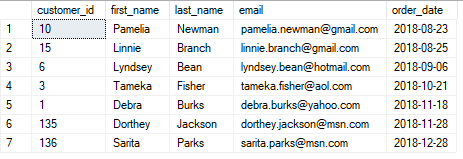 customer_id first_name last_name email order_date
1 10 Pamelia Newman pamelia.newman@gmail.com 2018-08-23
2 15 Linnie Branch linnie.branch@gmail.com 2018-08-25
3 6 Lyndsey Bean lyndsey.bean@hotmail.com 2018-09-06
4 3 Tameka Fisher tameka.fisher@aol.com 2018-10-21
5 1 Debra Burks debra.burks@yahoo.com 2018-11-18
6 135 Dorthey Jackson dorthey.jackson@msn.com 2018-11-28
7 136 Sarita Parks sarita.parks@msn.com 2018-12-28